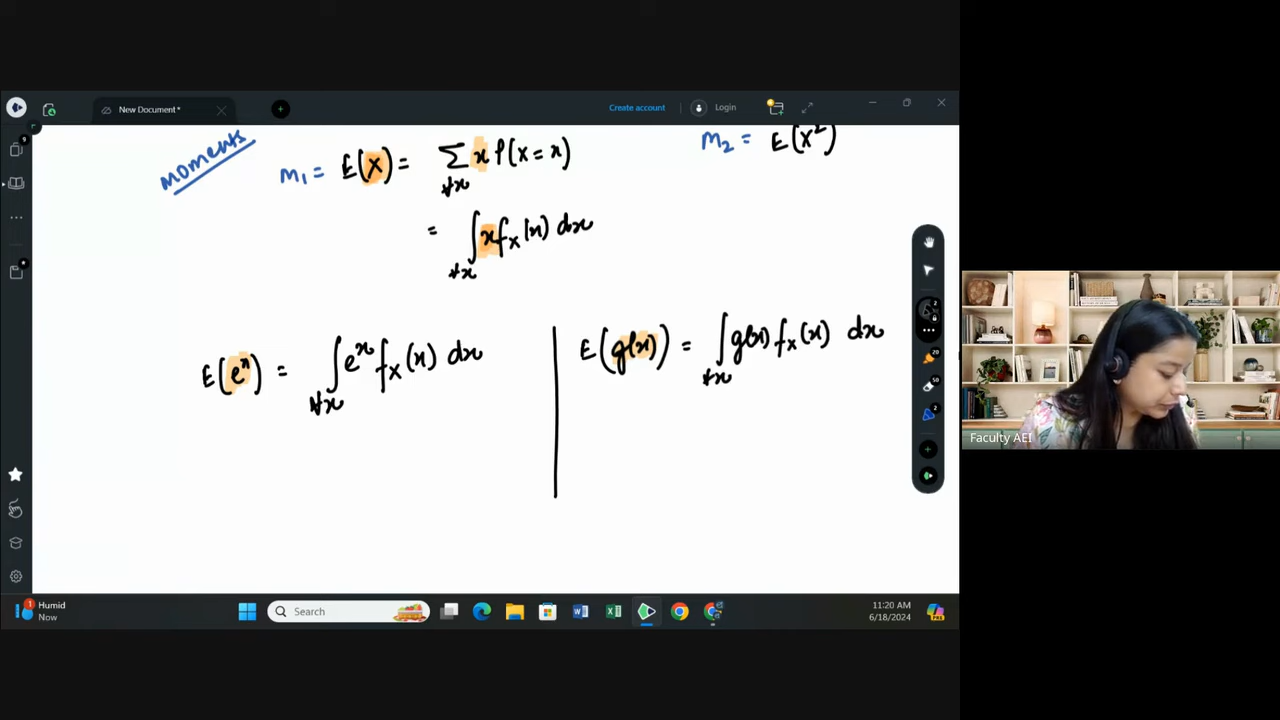 New Document*
Create account
Login
moments
m₁ = E(X) = ∑ x P(X = x)
∀x
m₂ = E(X²)
= ∫ x fₓ(x) dx
∀x
E(eˣ) = ∫ eˣ fₓ(x) dx
∀x
E(g(x)) = ∫ g(x) fₓ(x) dx
∀x
Faculty AEI
Humid
Now
Search
11:20 AM
6/18/2024